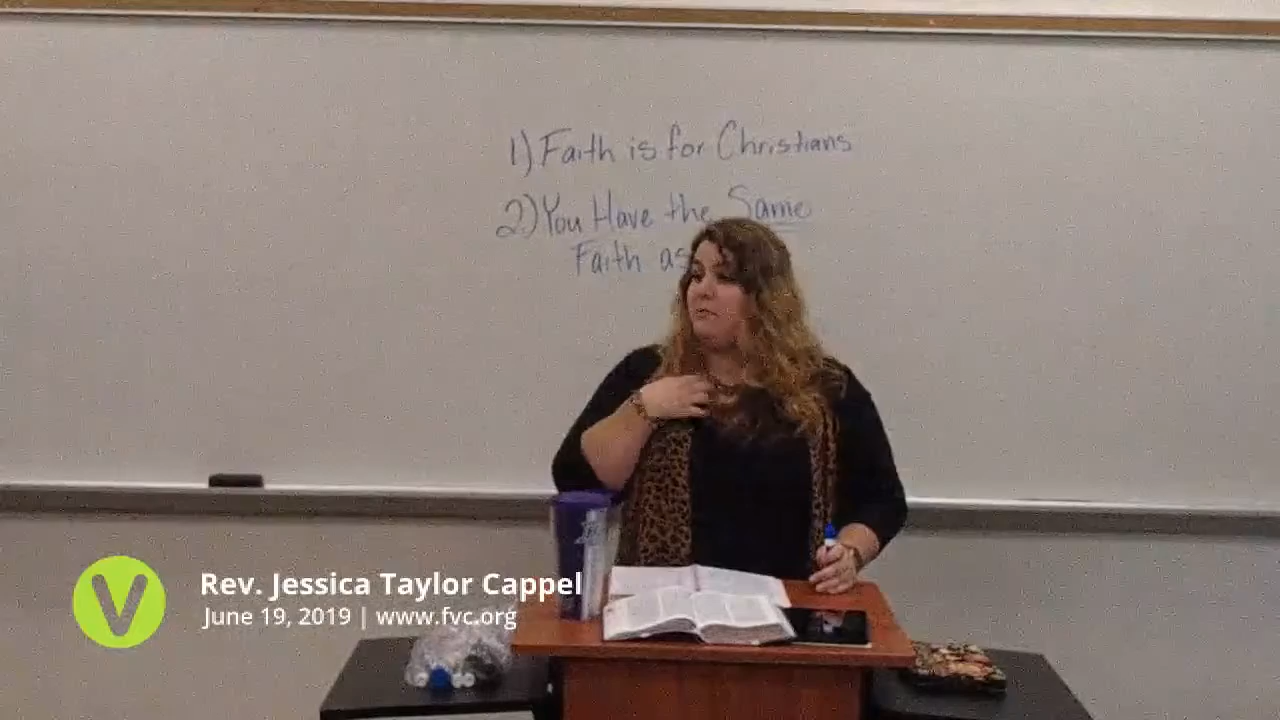 1) Faith is for Christians
2) You Have the Same
Faith as
V
Rev. Jessica Taylor Cappel
June 19, 2019 | www.fvc.org